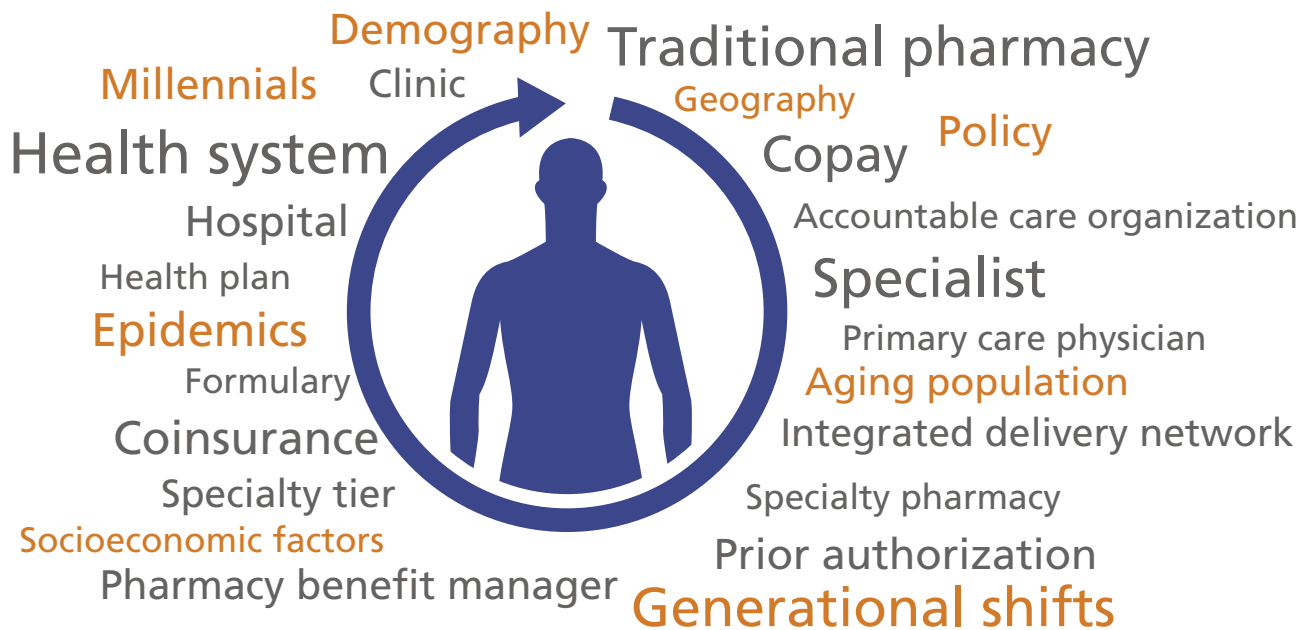 Demography
Traditional pharmacy
Millennials
Clinic
Geography
Policy
Health system
Copay
Hospital
Accountable care organization
Health plan
Specialist
Epidemics
Primary care physician
Formulary
Aging population
Coinsurance
Integrated delivery network
Specialty tier
Specialty pharmacy
Socioeconomic factors
Prior authorization
Pharmacy benefit manager
Generational shifts